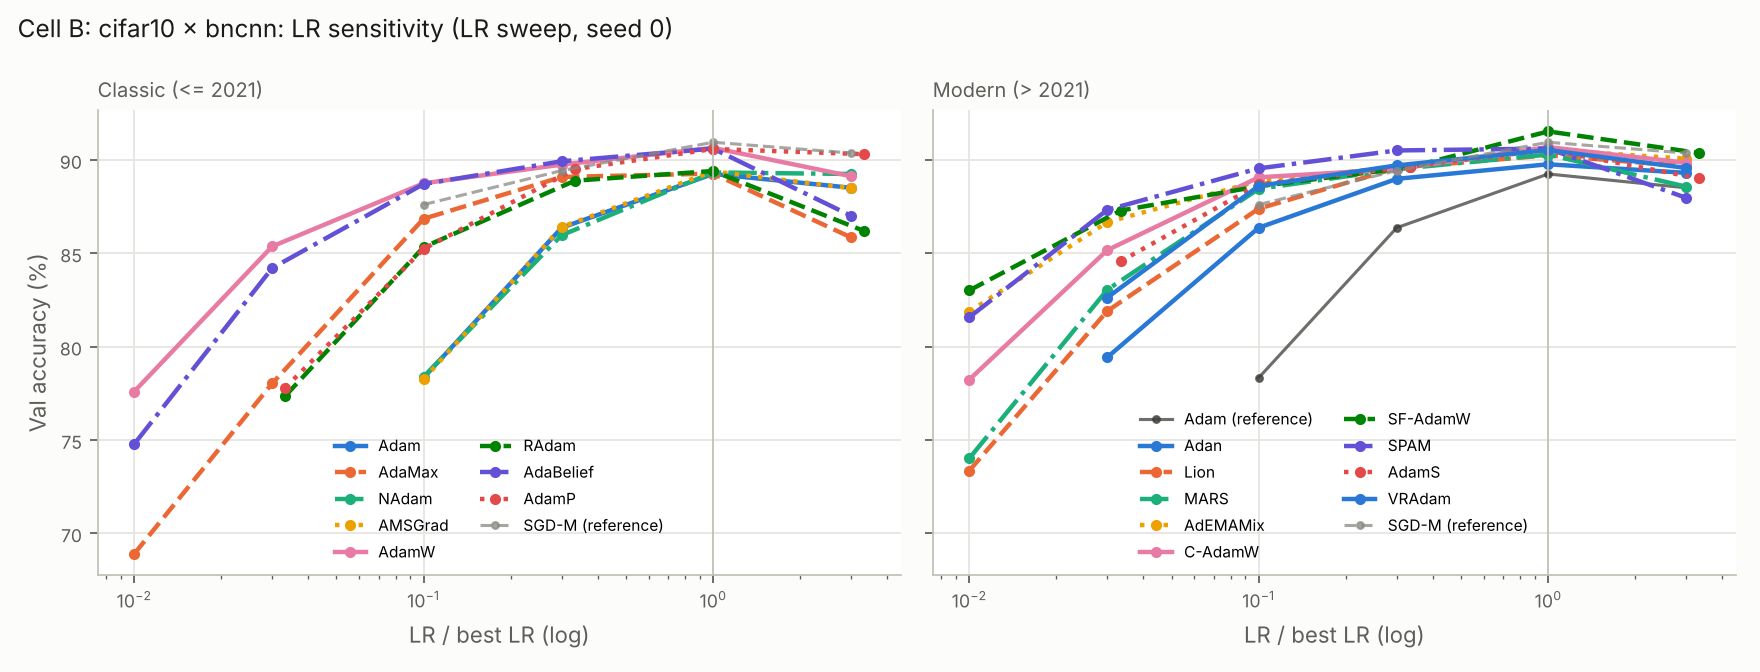 Cell B: cifar10 × bncnn: LR sensitivity (LR sweep, seed 0)
Classic (<= 2021)
Val accuracy (%)
90
85
80
75
70
Adam
AdaMax
NAdam
AMSGrad
AdamW
RAdam
AdaBelief
AdamP
SGD-M (reference)
10⁻²
10⁻¹
10⁰
LR / best LR (log)
Modern (> 2021)
Adam (reference)
Adan
Lion
MARS
AdEMAMix
C-AdamW
SF-AdamW
SPAM
AdamS
VRAdam
SGD-M (reference)
10⁻²
10⁻¹
10⁰
LR / best LR (log)